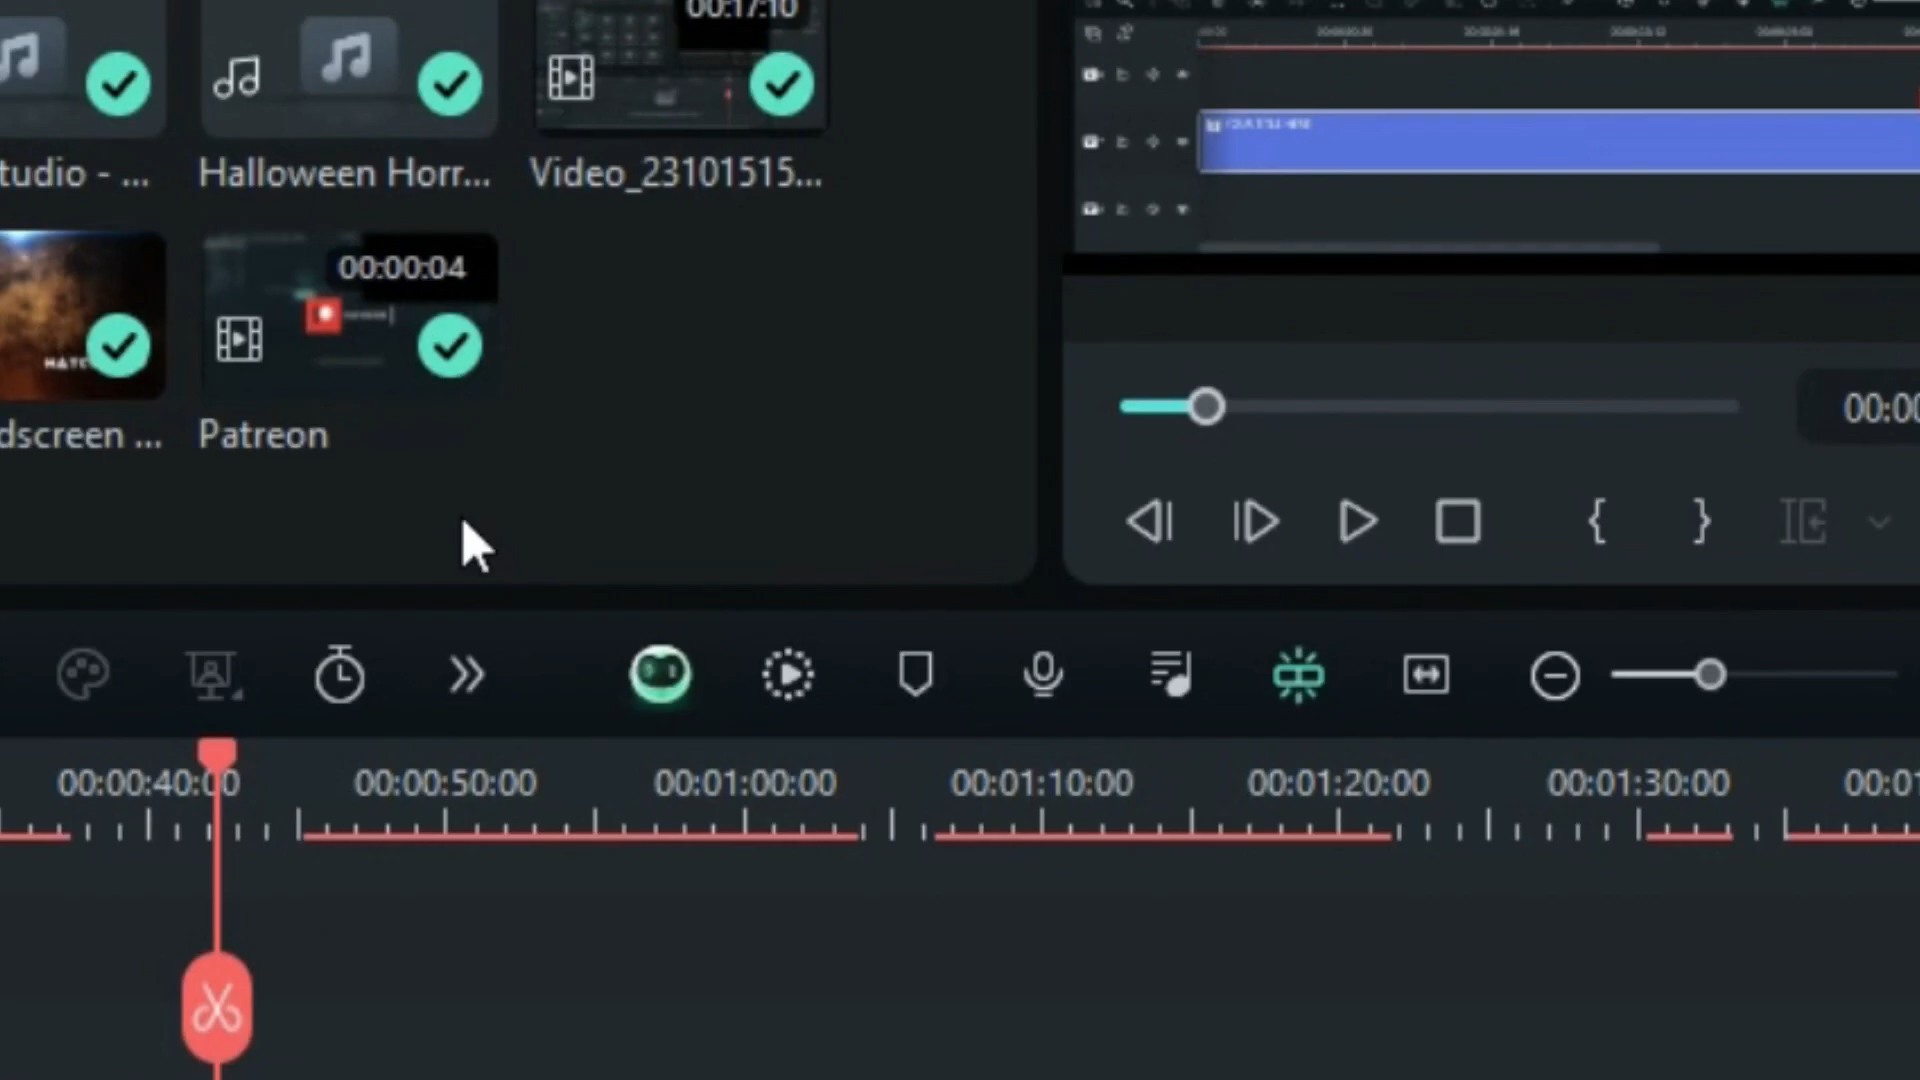 00:17:10
tudio - ...
Halloween Horr...
Video_23101515...
HATC
00:00:04
dscreen ...
Patreon
00:00
00:00:40:00
00:00:50:00
00:01:00:00
00:01:10:00
00:01:20:00
00:01:30:00
00:01